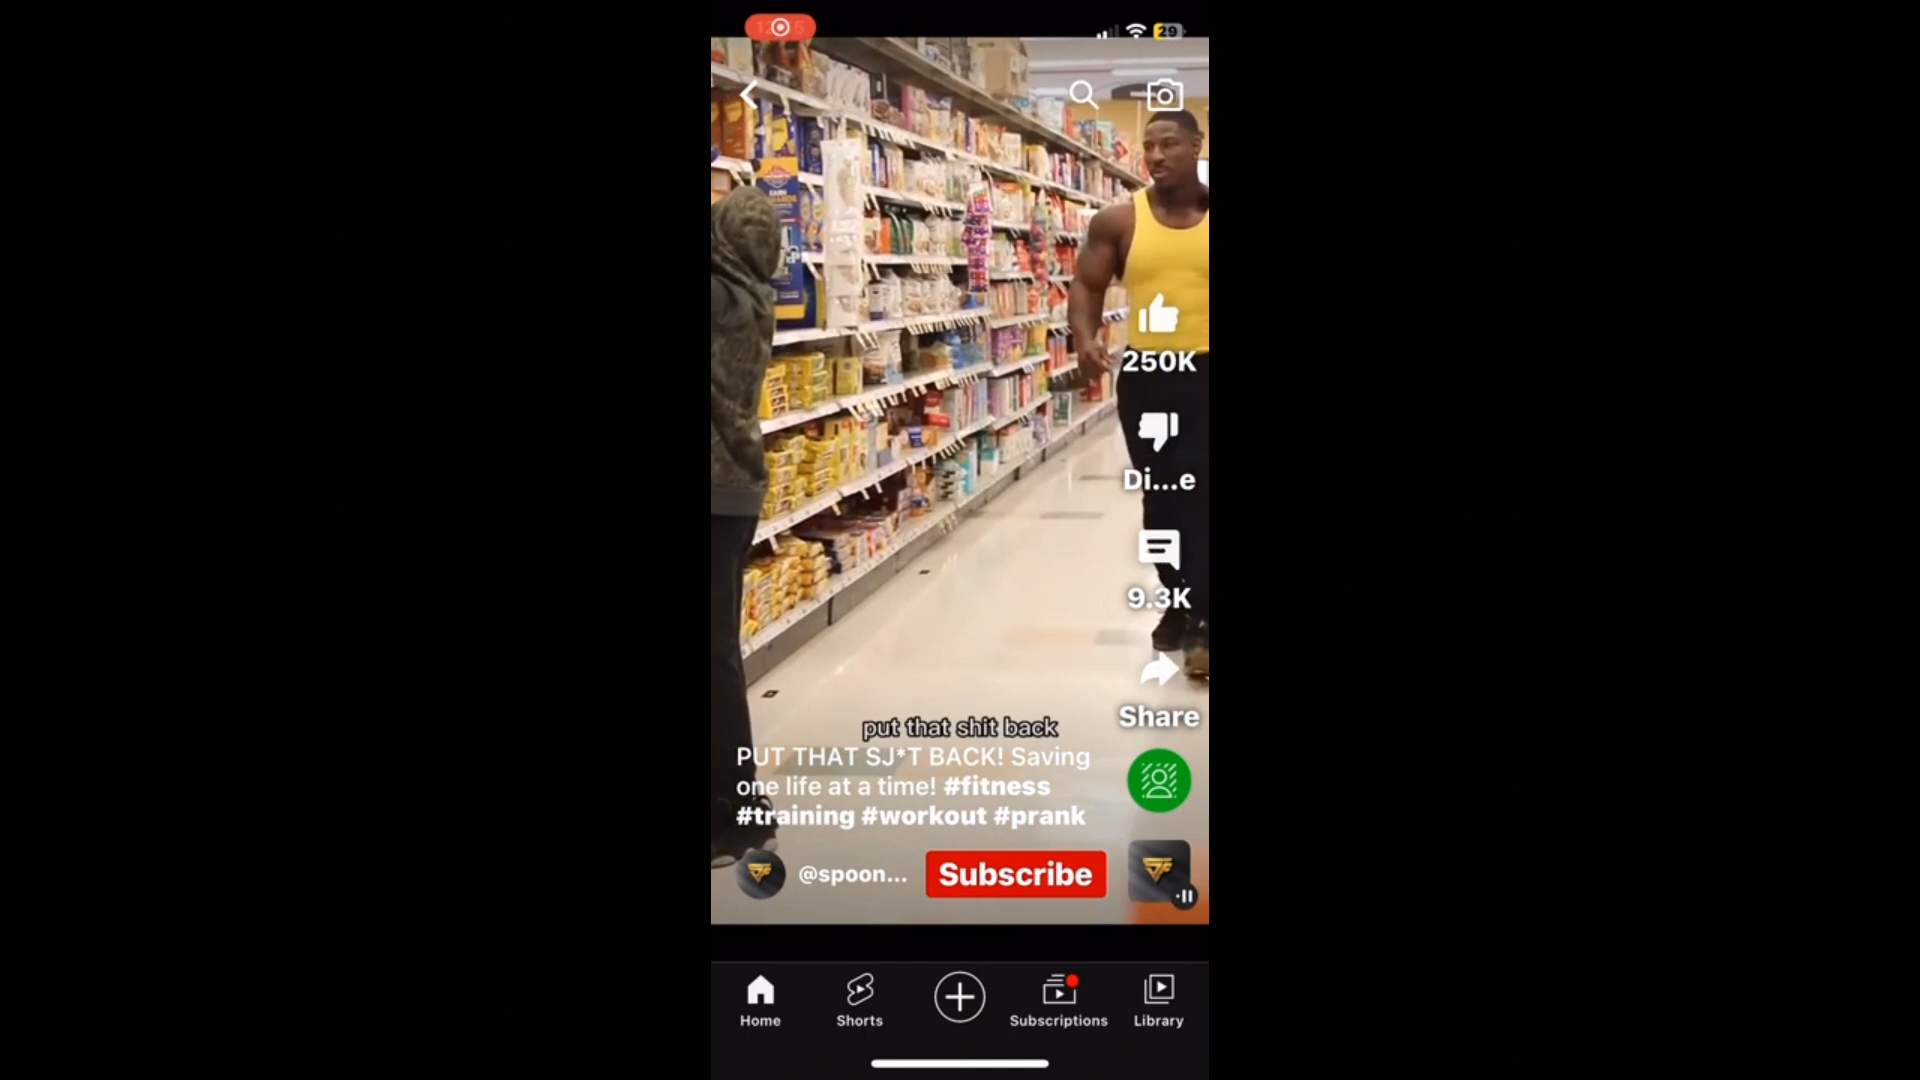 29
250K
Di...e
9.3K
Share
put that shit back
PUT THAT SJ*T BACK! Saving
one life at a time! #fitness
#training #workout #prank
@spoon...
Subscribe
Home
Shorts
Subscriptions
Library